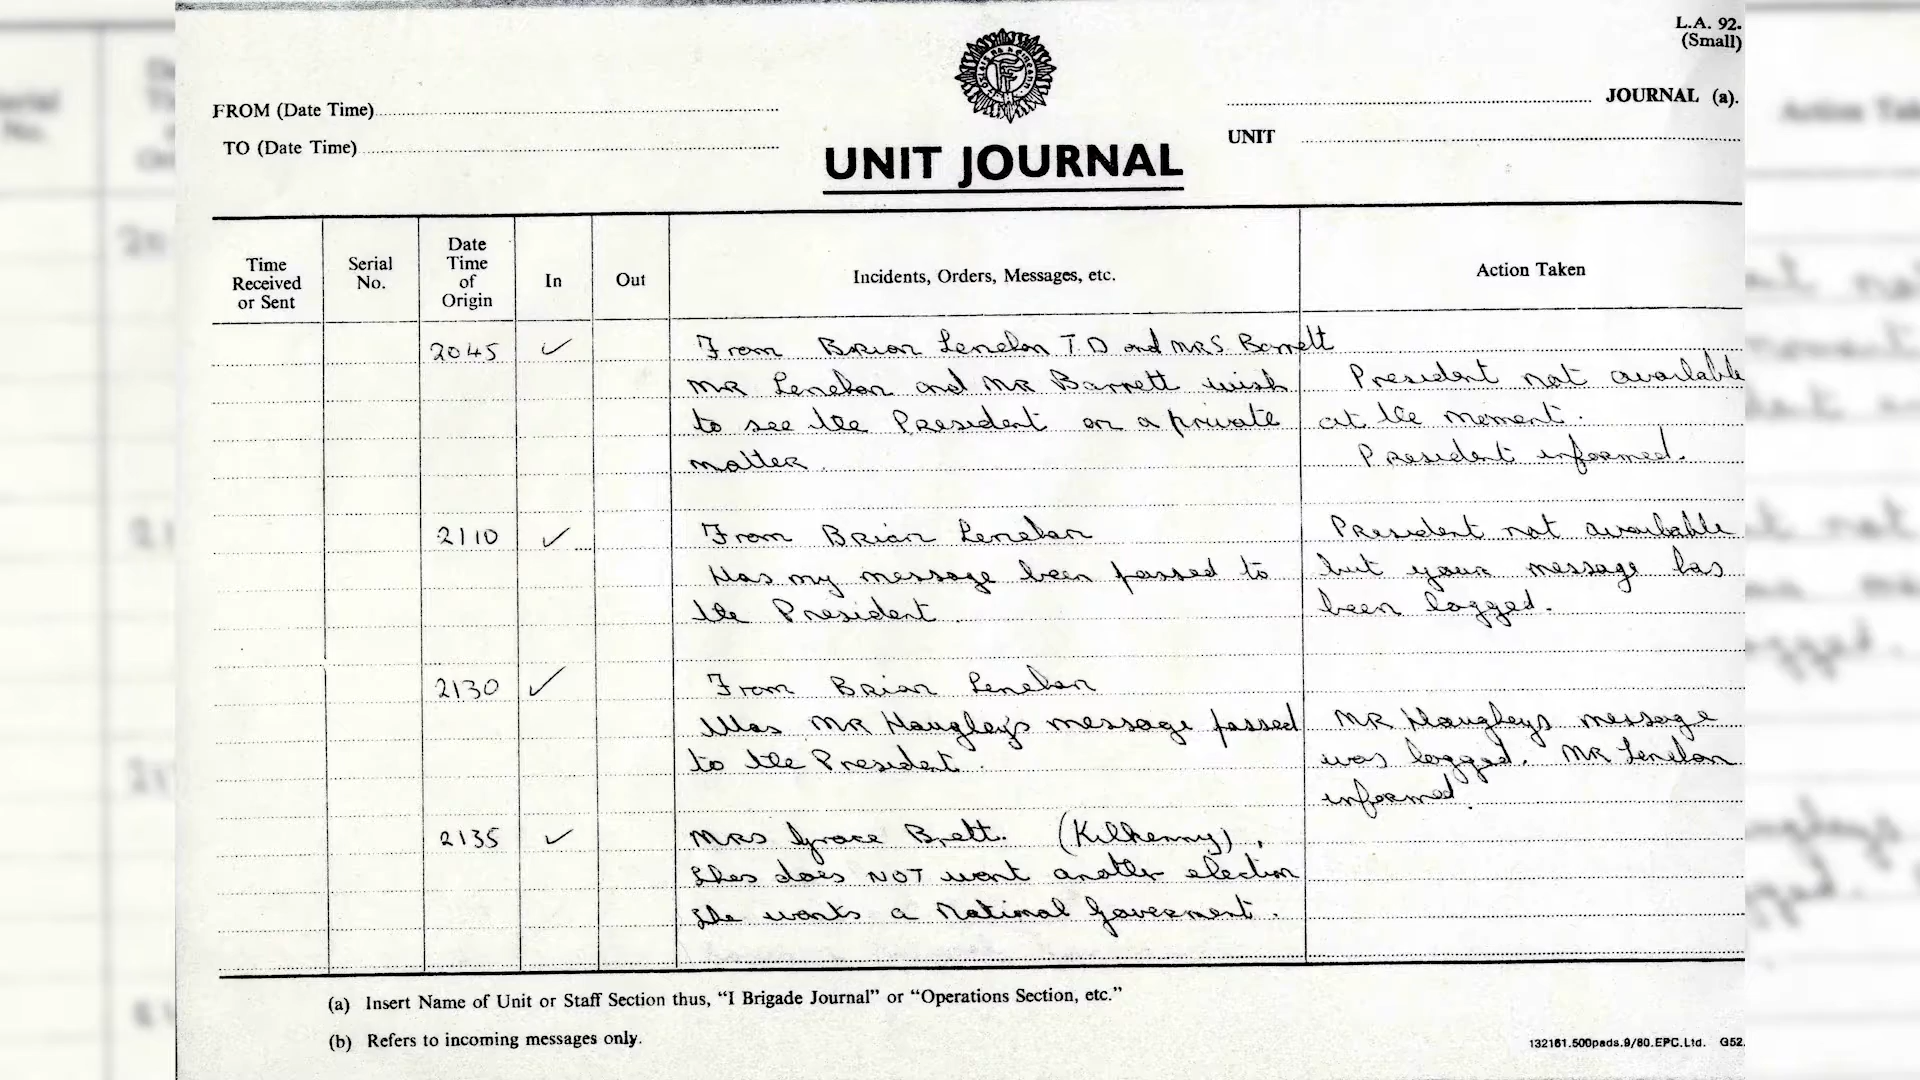 L.A. 92.
(Small)
FROM (Date Time)
JOURNAL (a).
TO (Date Time)
UNIT
UNIT JOURNAL
Time Received or Sent
Serial No.
Date Time of Origin
In
Out
Incidents, Orders, Messages, etc.
Action Taken
2045 ✓ From Brian Lenehan T.D and MRS Barrett
MR Lenehan and MR Barrett wish
President not available
to see the President on a private
at the moment.
matter.
President informed.
2110 ✓ From Brian Lenehan
President not available
Has my message been passed to
but your message has
the President.
been logged.
2130 ✓ From Brian Lenehan
Was MR Haughey's message passed
MR Haugheys message
to the President.
was logged. MR Lenehan
informed.
2135 ✓ MRS Grace Brett. (Kilkenny).
Shes does NOT want another election
She wants a National Goverment.
(a) Insert Name of Unit or Staff Section thus, "I Brigade Journal" or "Operations Section, etc."
(b) Refers to incoming messages only.
132161.500pads.9/80.EPC.Ltd. G52.